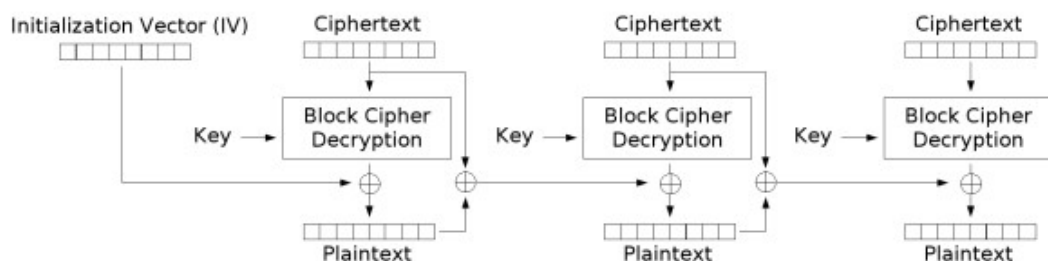 Initialization Vector (IV)
Ciphertext
Ciphertext
Ciphertext
Key
Block Cipher
Decryption
Key
Block Cipher
Decryption
Key
Block Cipher
Decryption
Plaintext
Plaintext
Plaintext